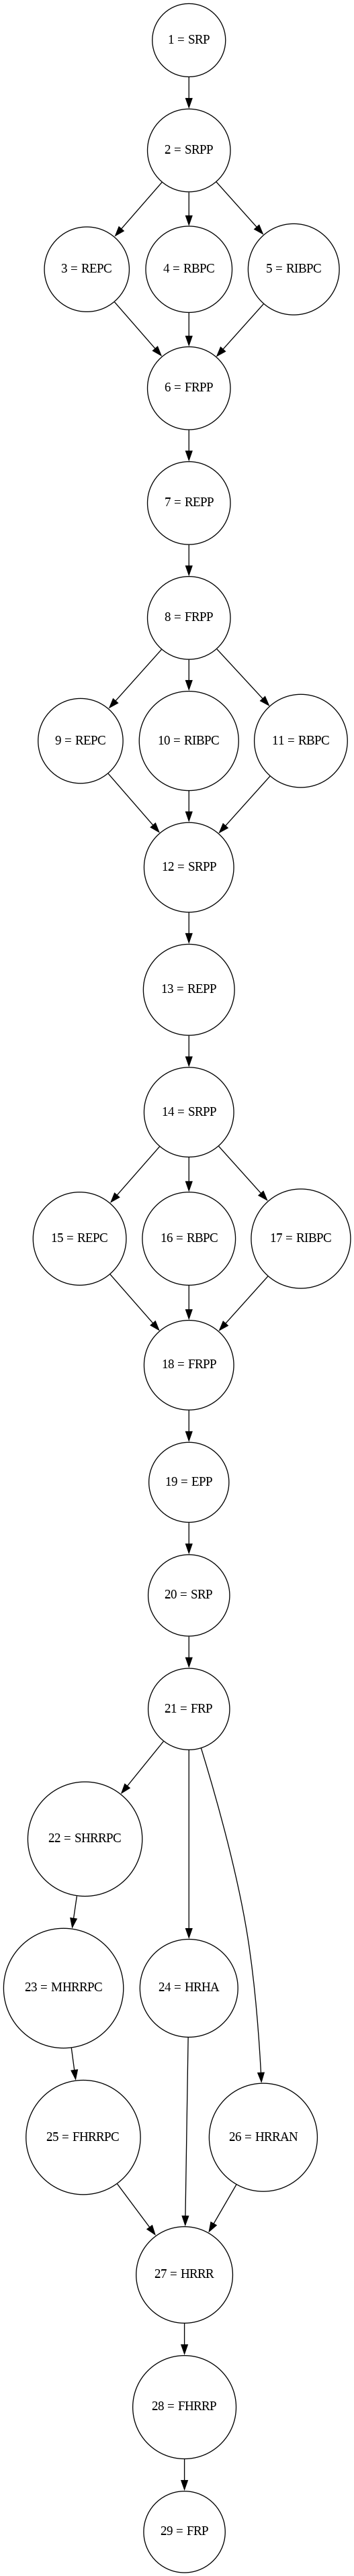 1 = SRP
2 = SRPP
3 = REPC
4 = RBPC
5 = RIBPC
6 = FRPP
7 = REPP
8 = FRPP
9 = REPC
10 = RIBPC
11 = RBPC
12 = SRPP
13 = REPP
14 = SRPP
15 = REPC
16 = RBPC
17 = RIBPC
18 = FRPP
19 = EPP
20 = SRP
21 = FRP
22 = SHRRPC
23 = MHRRPC
24 = HRHA
25 = FHRRPC
26 = HRRAN
27 = HRRR
28 = FHRRP
29 = FRP